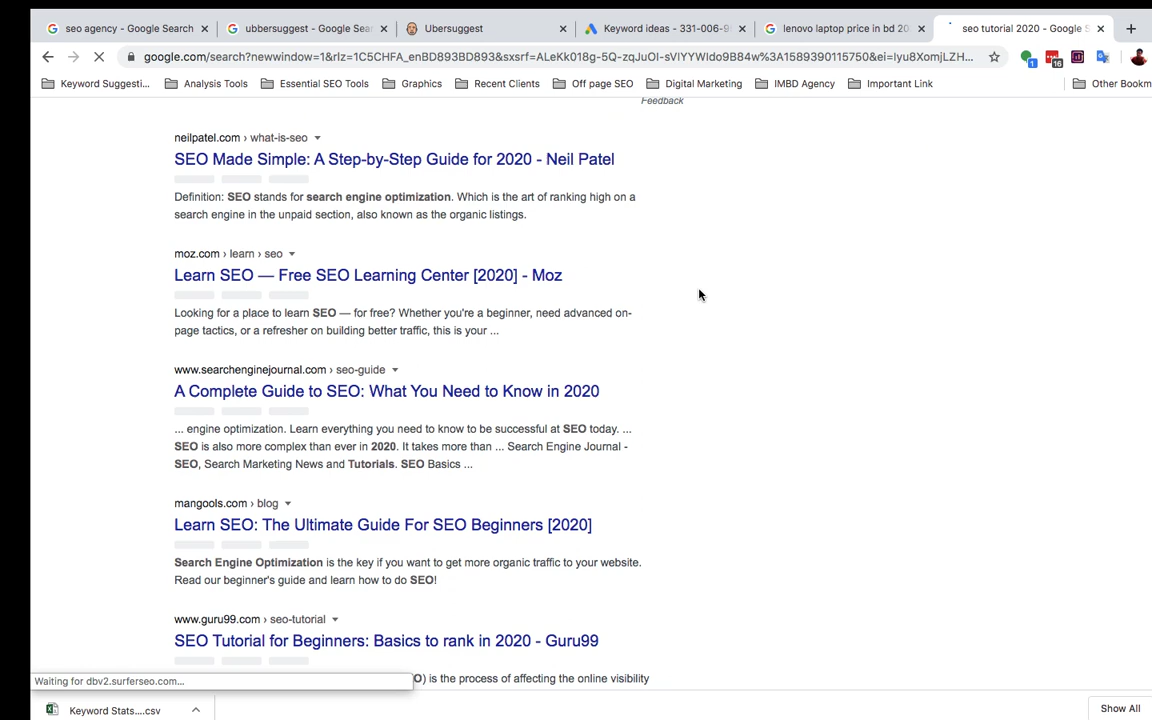 seo agency - Google Search
ubbersuggest - Google Sear
Ubersuggest
Keyword ideas - 331-006-9
lenovo laptop price in bd 20
seo tutorial 2020 - Google S
google.com/search?newwindow=1&rlz=1C5CHFA_enBD893BD893&sxsrf=ALeKk018g-5Q-zqJuOI-sVIYYWIdo9B84w%3A1589390115750&ei=Iyu8XomjLZH...
1
16
Keyword Suggesti...
Analysis Tools
Essential SEO Tools
Graphics
Recent Clients
Off page SEO
Digital Marketing
IMBD Agency
Important Link
Other Bookm
Feedback
neilpatel.com › what-is-seo
SEO Made Simple: A Step-by-Step Guide for 2020 - Neil Patel
Definition: SEO stands for search engine optimization. Which is the art of ranking high on a
search engine in the unpaid section, also known as the organic listings.
moz.com › learn › seo
Learn SEO — Free SEO Learning Center [2020] - Moz
Looking for a place to learn SEO — for free? Whether you're a beginner, need advanced on-
page tactics, or a refresher on building better traffic, this is your ...
www.searchenginejournal.com › seo-guide
A Complete Guide to SEO: What You Need to Know in 2020
... engine optimization. Learn everything you need to know to be successful at SEO today. ...
SEO is also more complex than ever in 2020. It takes more than ... Search Engine Journal -
SEO, Search Marketing News and Tutorials. SEO Basics ...
mangools.com › blog
Learn SEO: The Ultimate Guide For SEO Beginners [2020]
Search Engine Optimization is the key if you want to get more organic traffic to your website.
Read our beginner's guide and learn how to do SEO!
www.guru99.com › seo-tutorial
SEO Tutorial for Beginners: Basics to rank in 2020 - Guru99
O) is the process of affecting the online visibility
Waiting for dbv2.surferseo.com...
Keyword Stats....csv
Show All